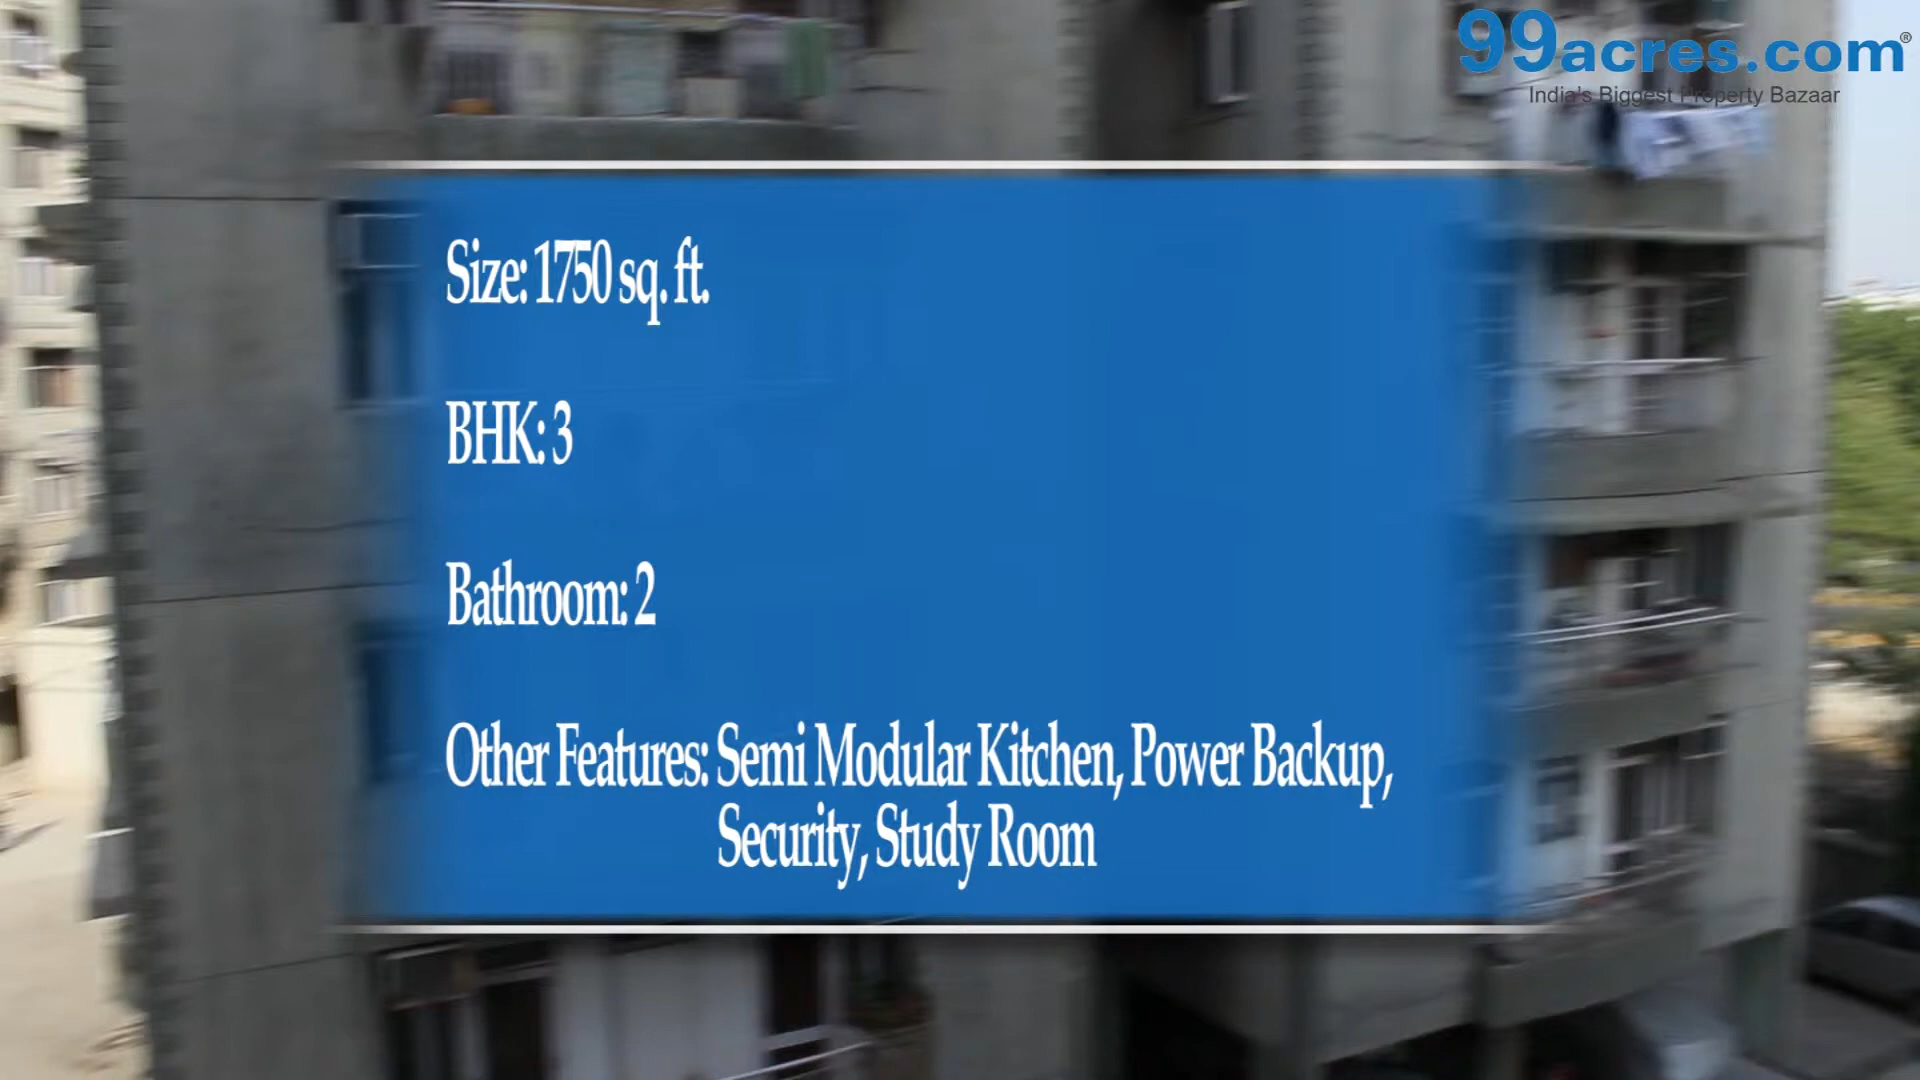 99acres.com®
India's Biggest Property Bazaar
Size: 1750 sq. ft.
BHK: 3
Bathroom: 2
Other Features: Semi Modular Kitchen, Power Backup,
Security, Study Room